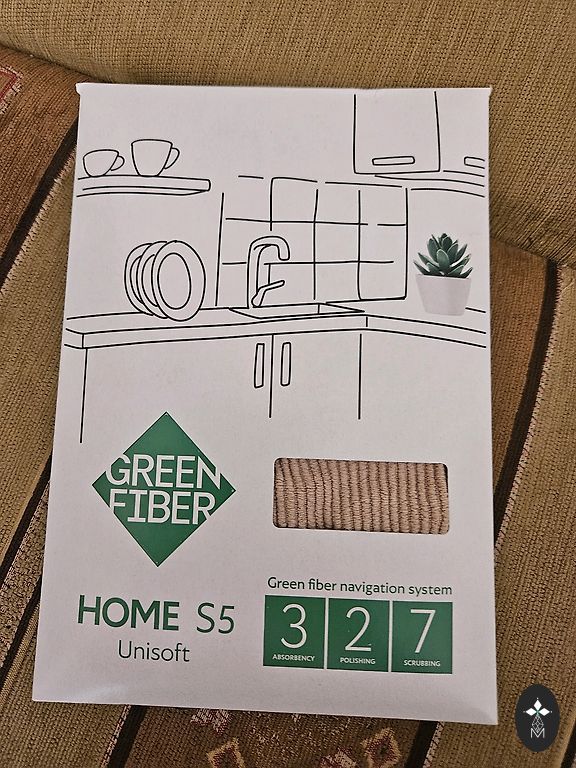 GREEN
FIBER
HOME S5
Unisoft
Green fiber navigation system
3 2 7
ABSORBENCY POLISHING SCRUBBING
M